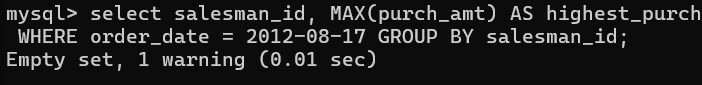 mysql> select salesman_id, MAX(purch_amt) AS highest_purch
WHERE order_date = 2012-08-17 GROUP BY salesman_id;
Empty set, 1 warning (0.01 sec)